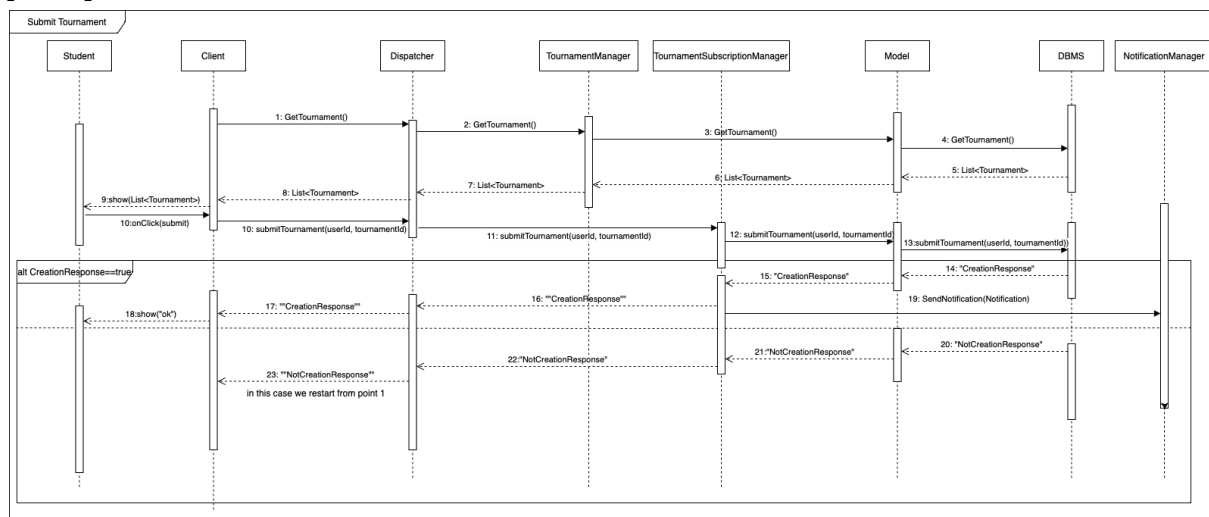 Submit Tournament
Student
Client
Dispatcher
TournamentManager
TournamentSubscriptionManager
Model
DBMS
NotificationManager
1: GetTournament()
2: GetTournament()
3: GetTournament()
4: GetTournament()
5: List<Tournament>
6: List<Tournament>
7: List<Tournament>
8: List<Tournament>
9:show(List<Tournament>)
10:onClick(submit)
10: submitTournament(userId, tournamentId)
11: submitTournament(userId, tournamentId)
12: submitTournament(userId, tournamentId)
13:submitTournament(userId, tournamentId))
alt CreationResponse==true
14: "CreationResponse"
15: "CreationResponse"
16: ""CreationResponse""
17: ""CreationResponse""
18:show("ok")
19: SendNotification(Notification)
20: "NotCreationResponse"
21:"NotCreationResponse"
22:"NotCreationResponse"
23: ""NotCreationResponse""
in this case we restart from point 1